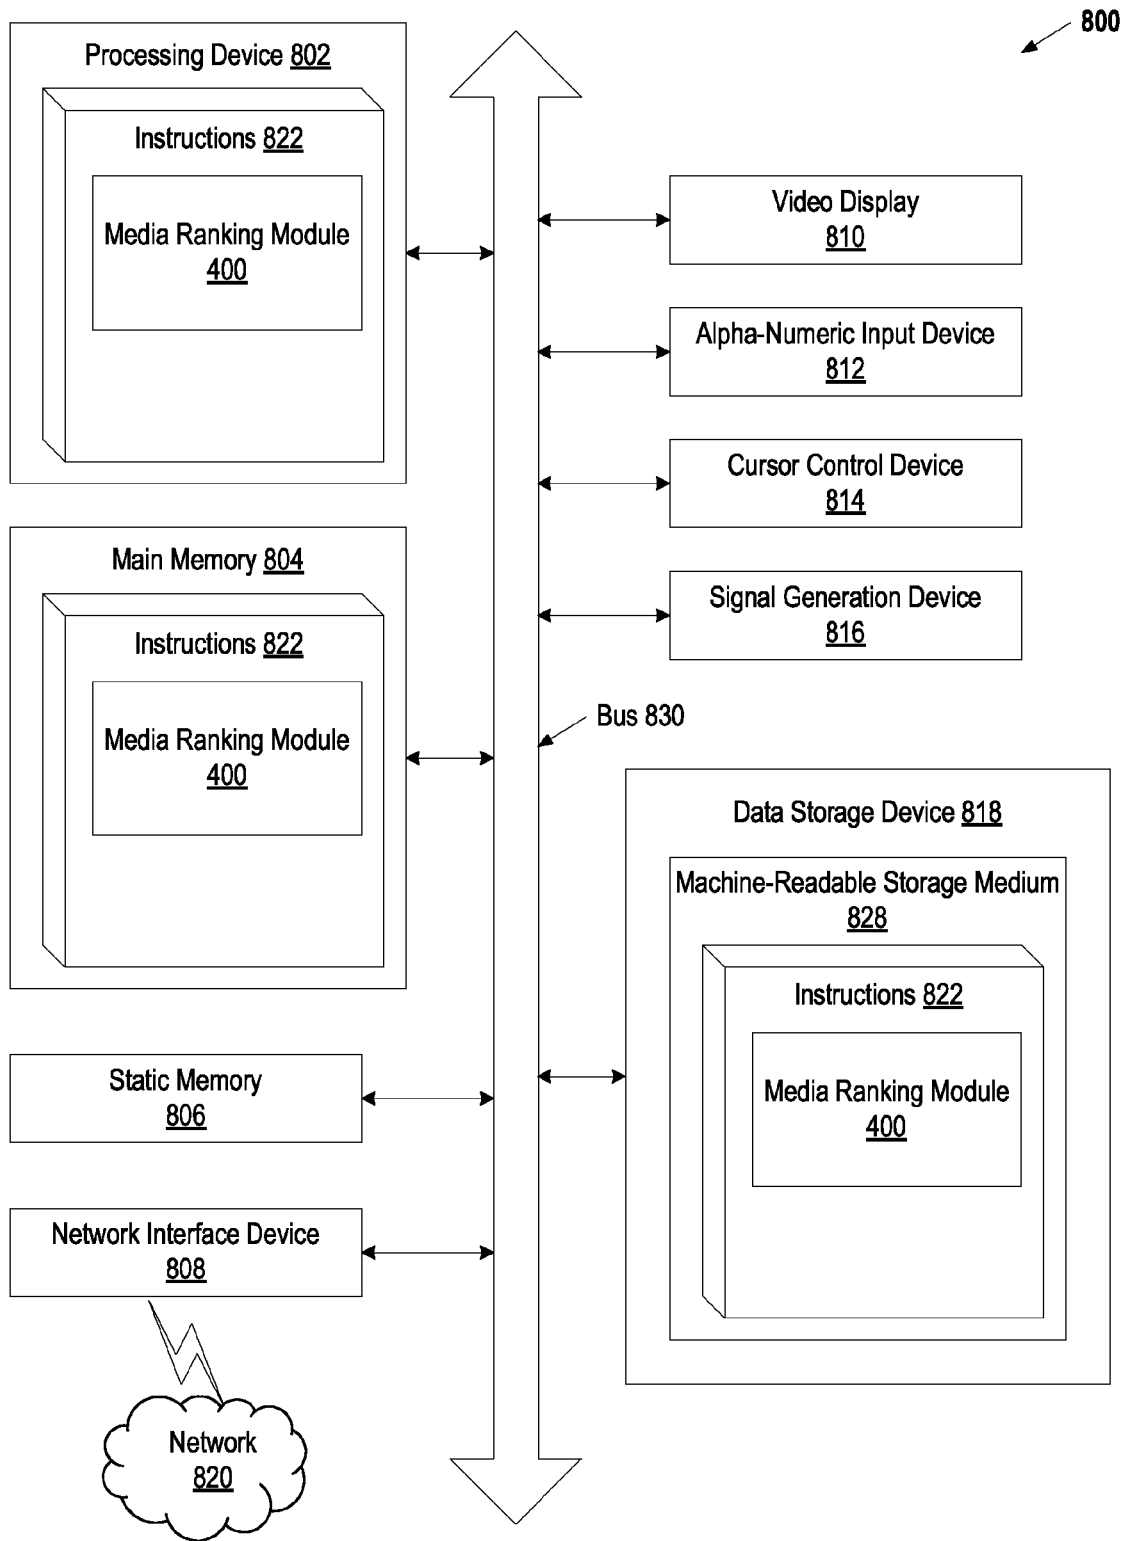 800
Processing Device 802
Instructions 822
Media Ranking Module
400
Main Memory 804
Instructions 822
Media Ranking Module
400
Static Memory
806
Network Interface Device
808
Network
820
Video Display
810
Alpha-Numeric Input Device
812
Cursor Control Device
814
Signal Generation Device
816
Bus 830
Data Storage Device 818
Machine-Readable Storage Medium
828
Instructions 822
Media Ranking Module
400